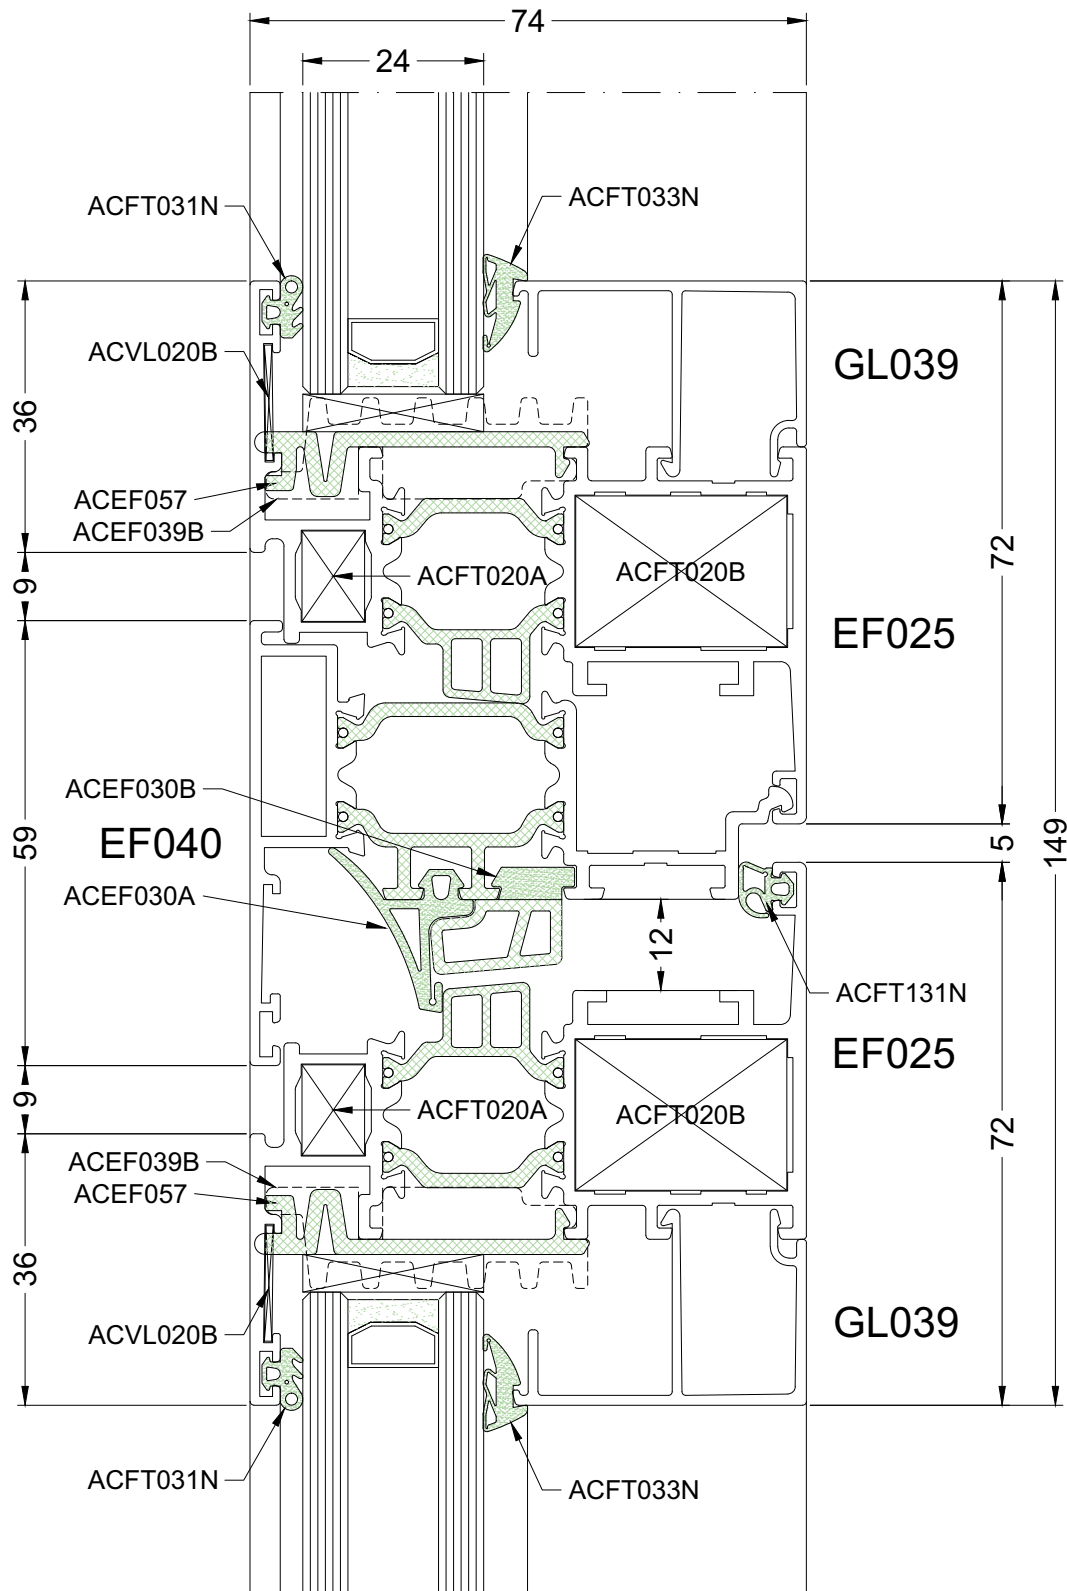 74
24
ACFT031N
ACFT033N
ACVL020B
GL039
36
ACEF057
ACEF039B
72
9
ACFT020A
ACFT020B
EF025
ACEF030B
59
EF040
5
149
ACEF030A
12
ACFT131N
EF025
9
ACFT020A
ACFT020B
72
ACEF039B
ACEF057
36
ACVL020B
GL039
ACFT031N
ACFT033N